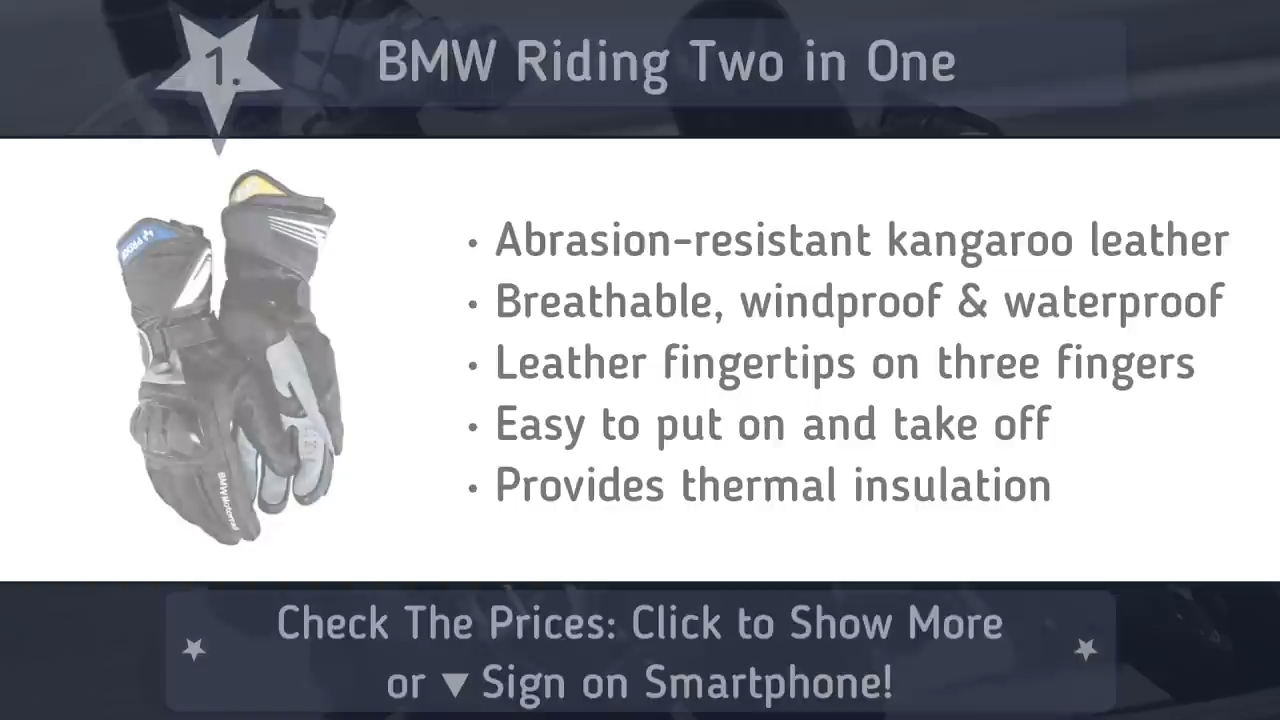 1.
BMW Riding Two in One
• Abrasion-resistant kangaroo leather
• Breathable, windproof & waterproof
• Leather fingertips on three fingers
• Easy to put on and take off
• Provides thermal insulation
BMW Motorrad
Check The Prices: Click to Show More
or ▼ Sign on Smartphone!